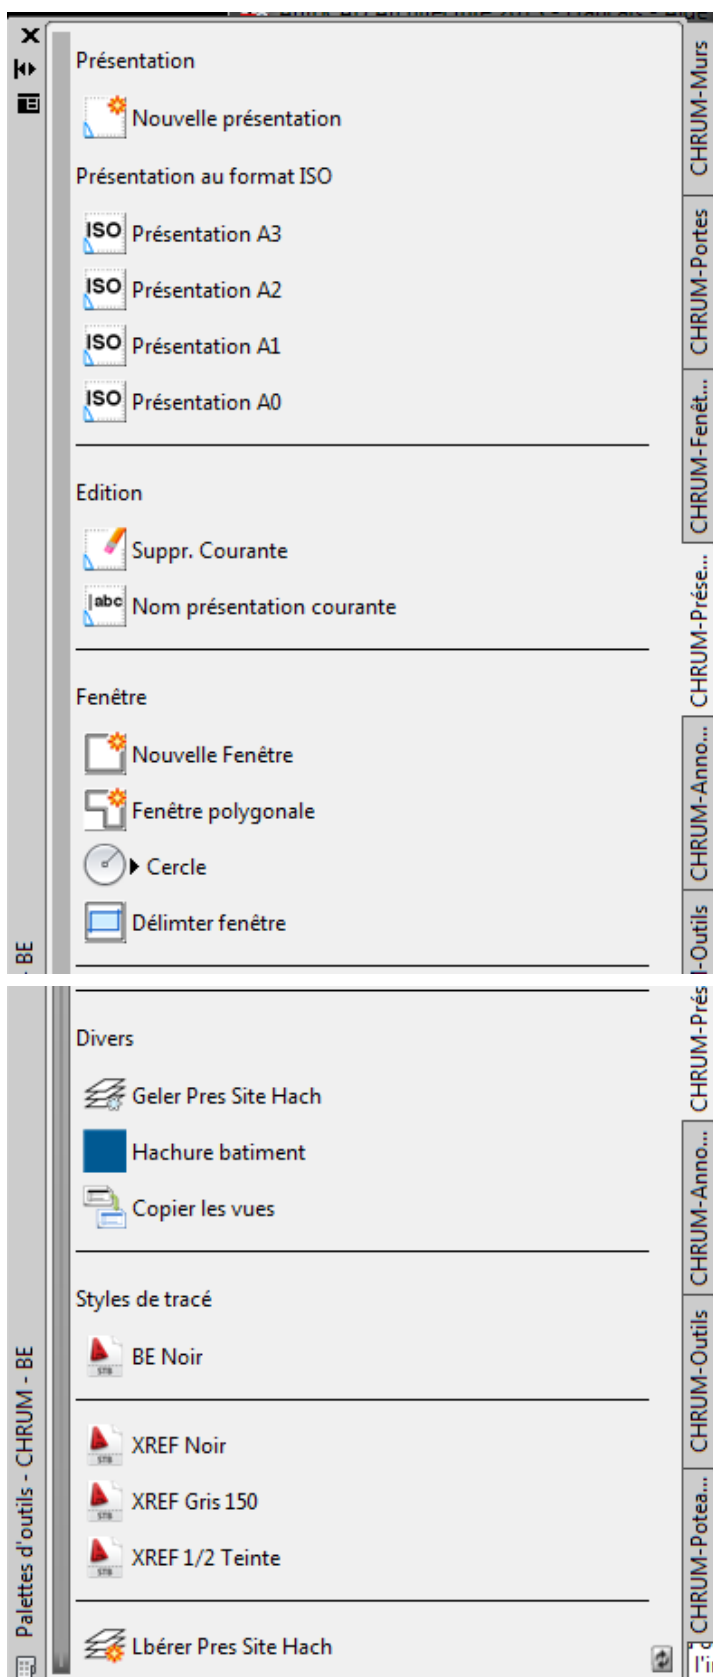 Présentation
Nouvelle présentation
Présentation au format ISO
ISO Présentation A3
ISO Présentation A2
ISO Présentation A1
ISO Présentation A0
Edition
Suppr. Courante
abc Nom présentation courante
Fenêtre
Nouvelle Fenêtre
Fenêtre polygonale
Cercle
Délimter fenêtre
- BE
CHRUM-Murs
CHRUM-Portes
CHRUM-Fenêt...
CHRUM-Prése...
CHRUM-Anno...
-Outils
Divers
Geler Pres Site Hach
Hachure batiment
Copier les vues
Styles de tracé
STB BE Noir
STB XREF Noir
STB XREF Gris 150
STB XREF 1/2 Teinte
Lbérer Pres Site Hach
Palettes d'outils - CHRUM - BE
CHRUM-Prés
CHRUM-Anno...
CHRUM-Outils
CHRUM-Potea...